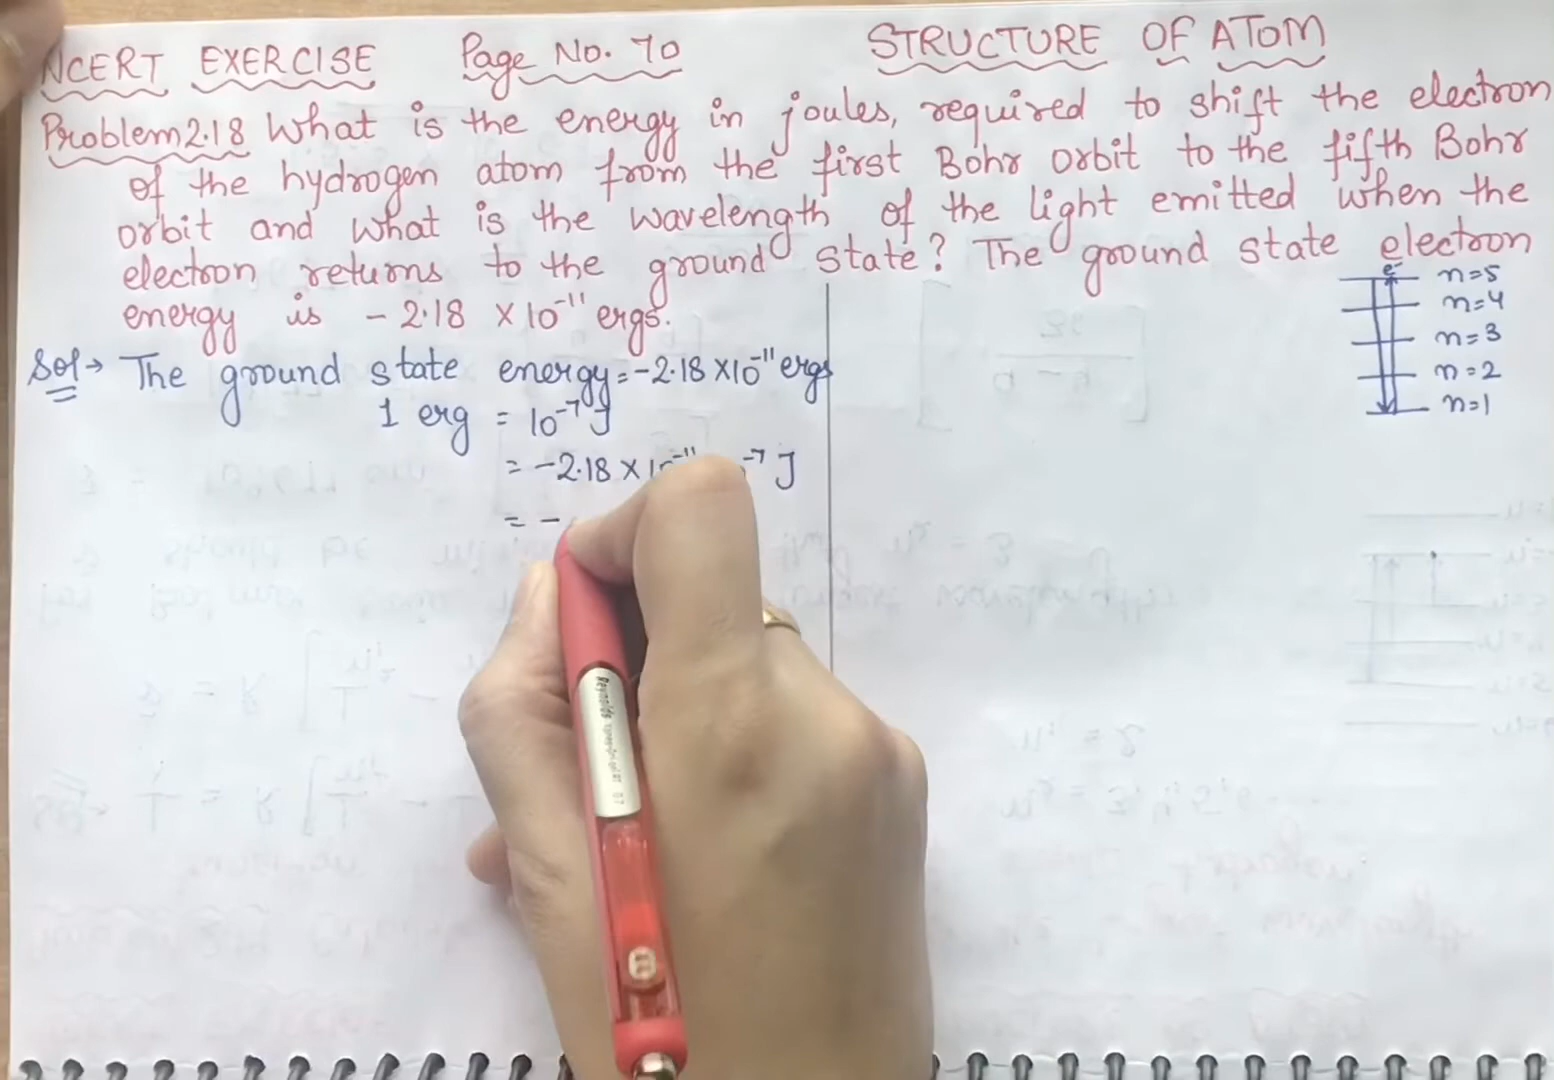 NCERT EXERCISE Page No. 70 STRUCTURE OF ATOM
Problem 2.18 What is the energy in joules, required to shift the electron
of the hydrogen atom from the first Bohr orbit to the fifth Bohr
orbit and what is the wavelength of the light emitted when the
electron returns to the ground state? The ground state electron
energy is - 2.18 × 10⁻¹¹ ergs.
e⁻ n=5
n=4
n=3
n=2
n=1
Sol→ The ground state energy = -2.18 × 10⁻¹¹ ergs
1 erg = 10⁻⁷ J
= -2.18 × 10⁻¹¹ ⁻⁷ J
= -
Reynolds